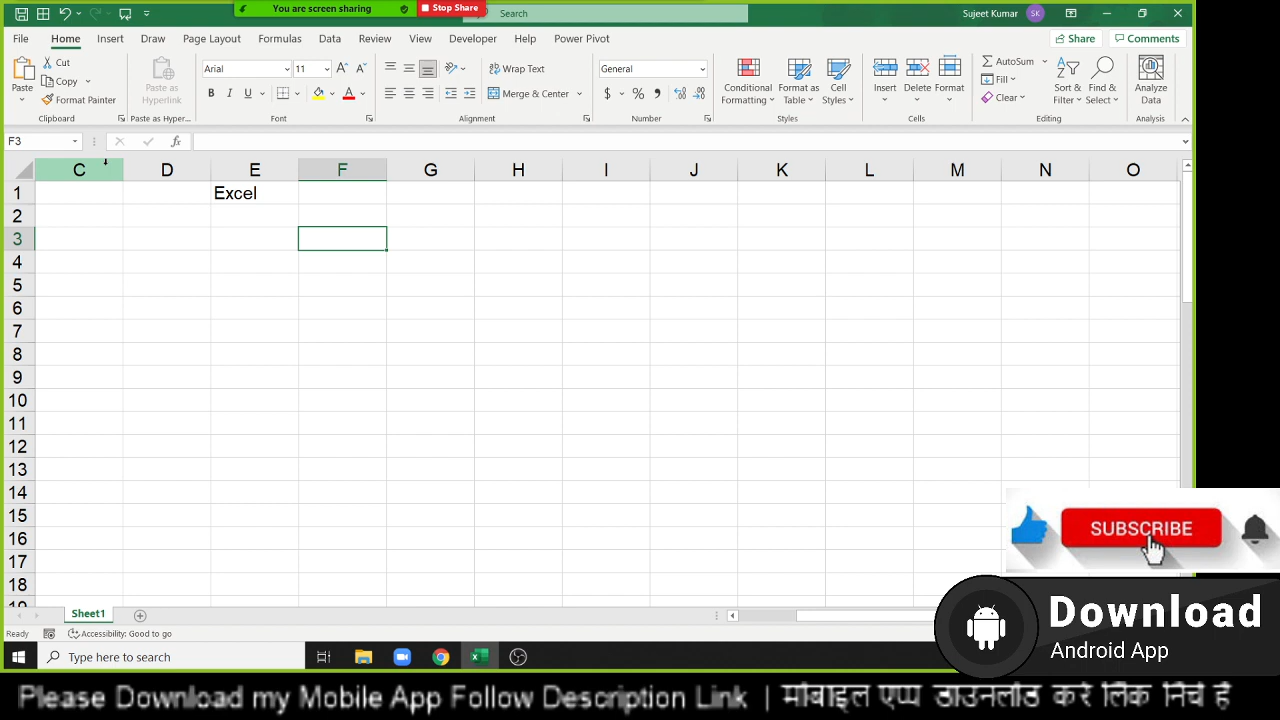 You are screen sharing
Stop Share
Search
Sujeet Kumar
SK
File Home Insert Draw Page Layout Formulas Data Review View Developer Help Power Pivot
Share
Comments
Paste
Cut
Copy
Format Painter
Clipboard
Paste as
Hyperlink
Paste as Hyper...
Arial
11
B I U
Font
Wrap Text
Merge & Center
Alignment
General
Number
Conditional
Formatting
Format as
Table
Cell
Styles
Styles
Insert
Delete
Format
Cells
AutoSum
Fill
Clear
Sort &
Filter
Find &
Select
Editing
Analyze
Data
Analysis
F3
fx
C D E F G H I J K L M N O
1 Excel
2
3
4
5
6
7
8
9
10
11
12
13
14
15
16
17
18
SUBSCRIBE
Sheet1
Ready
Accessibility: Good to go
Type here to search
Download
Android App
Please Download my Mobile App Follow Description Link | मोबाइल एप्प डाउनलोड करे लिंक निचे है